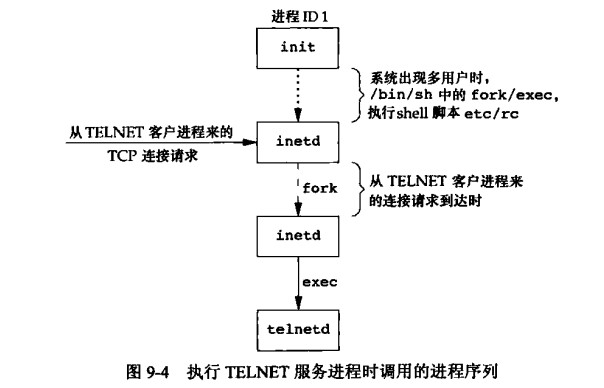 进程 ID 1
init
系统出现多用户时，
/bin/sh 中的 fork/exec，
执行shell 脚本 etc/rc
从TELNET 客户进程来的
TCP 连接请求
inetd
fork
从 TELNET 客户进程来
的连接请求到达时
inetd
exec
telnetd
图 9-4 执行 TELNET 服务进程时调用的进程序列